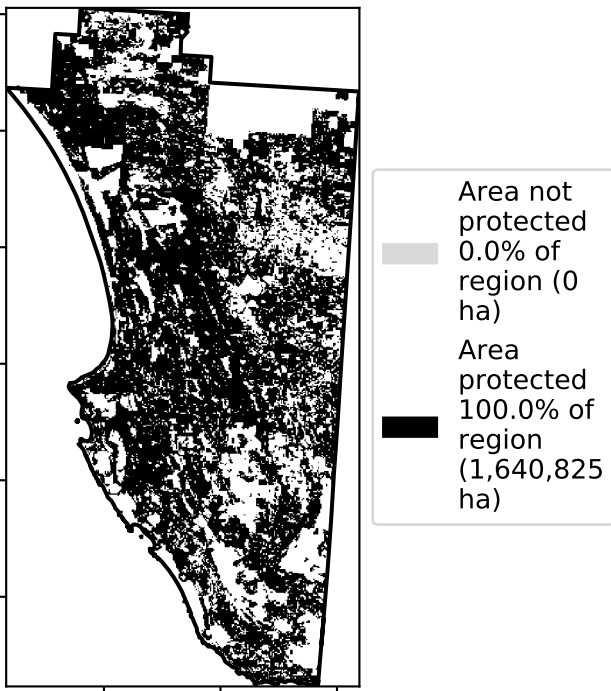 Area not
protected
0.0% of
region (0
ha)
Area
protected
100.0% of
region
(1,640,825
ha)